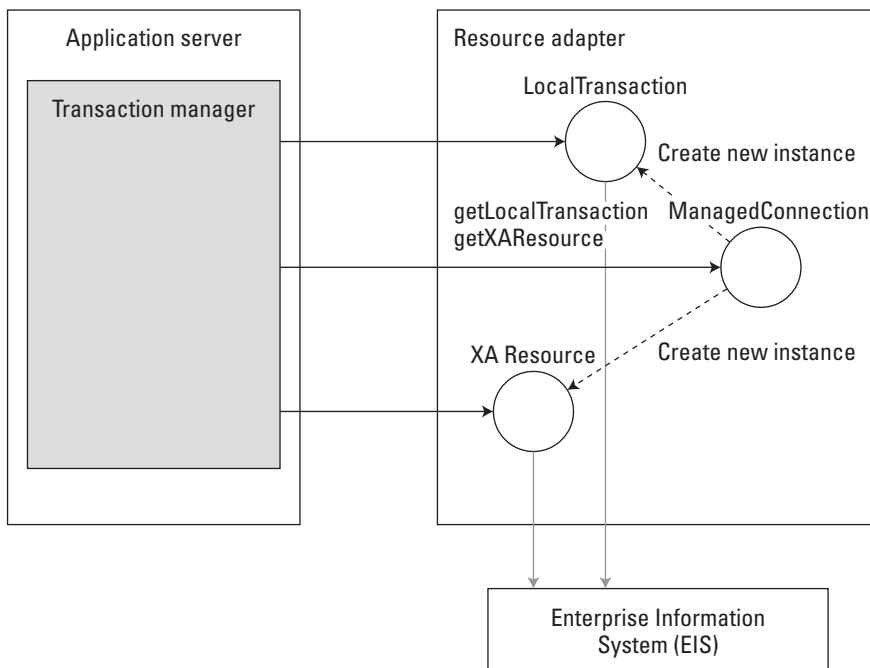 Application server
Transaction manager
Resource adapter
LocalTransaction
Create new instance
getLocalTransaction
getXAResource
ManagedConnection
XA Resource
Create new instance
Enterprise Information
System (EIS)